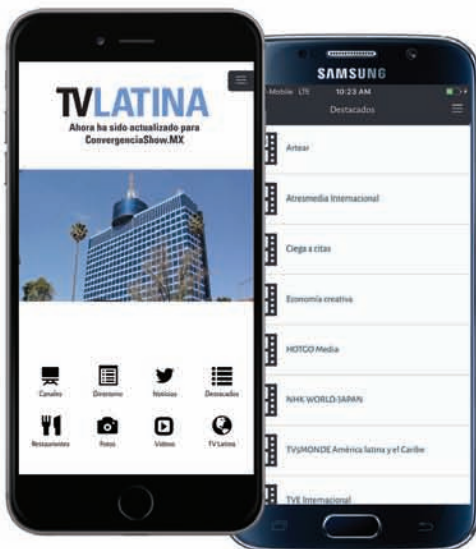 TVLATINA
Ahora ha sido actualizado para
ConvergenciaShow.MX
Canales
Directorio
Noticias
Destacados
Restaurantes
Fotos
Videos
TV Latina
SAMSUNG
-Mobile LTE 10:23 AM
Destacados
Artear
Atresmedia Internacional
Ciega a citas
Economía creativa
HOTGO Media
NHK WORLD-JAPAN
TV5MONDE América latina y el Caribe
TVE Internacional